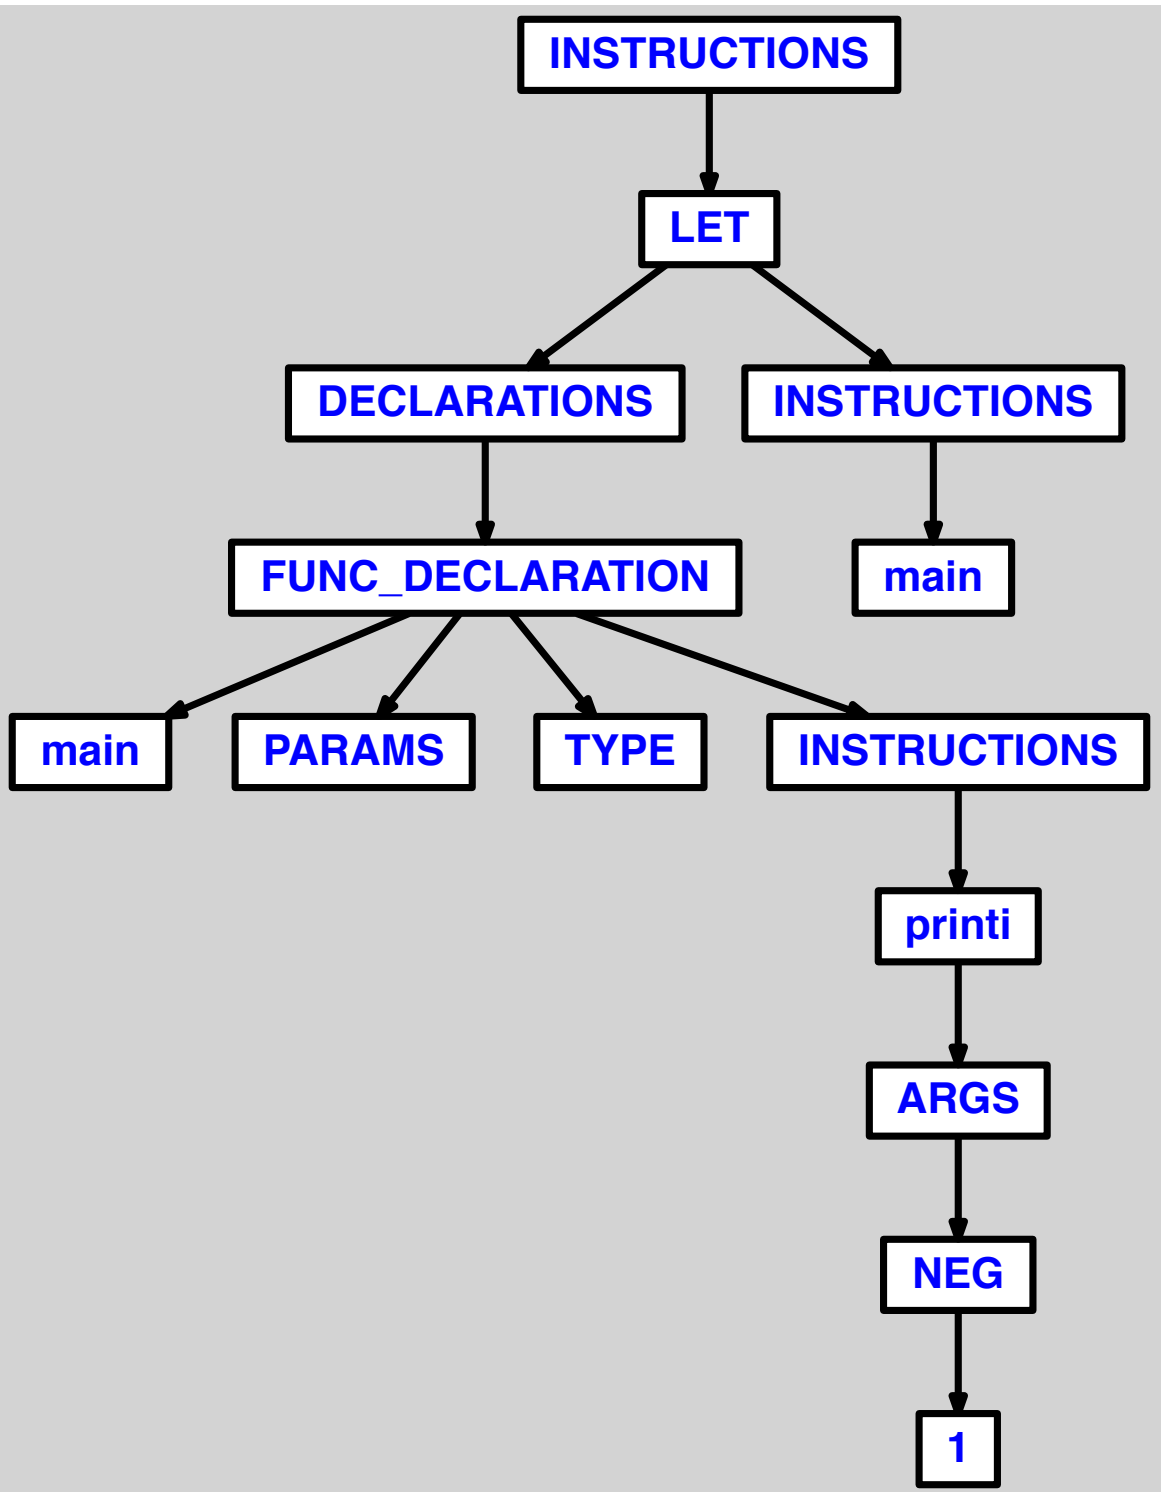 INSTRUCTIONS
LET
DECLARATIONS
INSTRUCTIONS
FUNC_DECLARATION
main
main
PARAMS
TYPE
INSTRUCTIONS
printi
ARGS
NEG
1